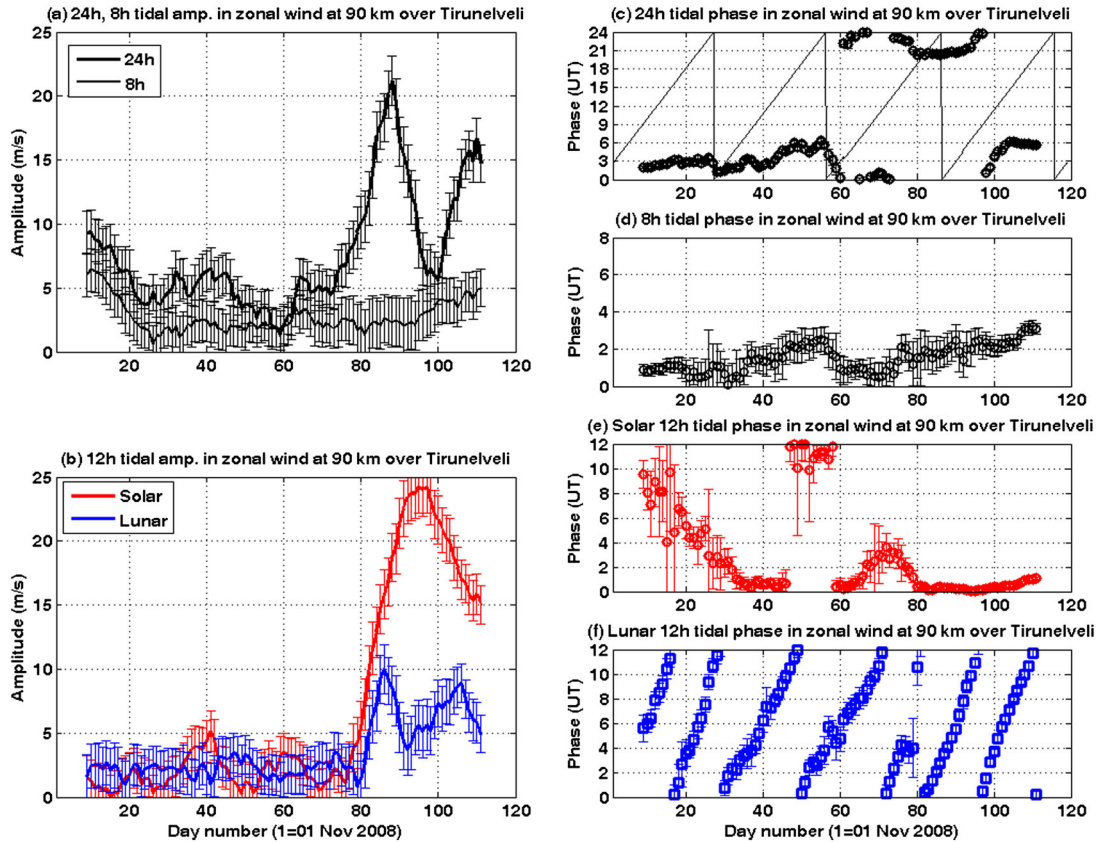 (a) 24h, 8h tidal amp. in zonal wind at 90 km over Tirunelveli
25
20
15
10
5
0
Amplitude (m/s)
24h
8h
20 40 60 80 100 120
(b) 12h tidal amp. in zonal wind at 90 km over Tirunelveli
25
20
15
10
5
0
Amplitude (m/s)
Solar
Lunar
20 40 60 80 100 120
Day number (1=01 Nov 2008)
(c) 24h tidal phase in zonal wind at 90 km over Tirunelveli
24
21
18
15
12
9
6
3
0
Phase (UT)
20 40 60 80 100 120
(d) 8h tidal phase in zonal wind at 90 km over Tirunelveli
8
6
4
2
0
Phase (UT)
20 40 60 80 100 120
(e) Solar 12h tidal phase in zonal wind at 90 km over Tirunelveli
12
10
8
6
4
2
0
Phase (UT)
20 40 60 80 100 120
(f) Lunar 12h tidal phase in zonal wind at 90 km over Tirunelveli
12
10
8
6
4
2
0
Phase (UT)
20 40 60 80 100 120
Day number (1=01 Nov 2008)